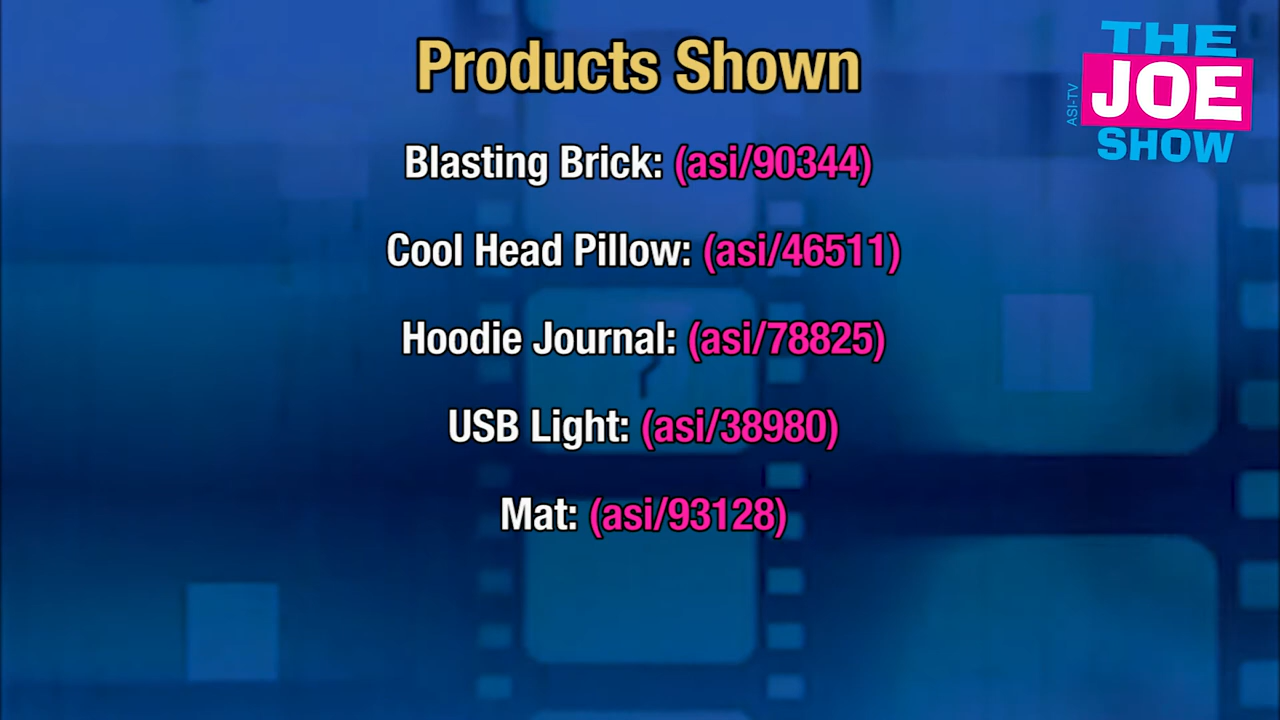 Products Shown
THE
JOE
SHOW
ASI-TV
Blasting Brick: (asi/90344)
Cool Head Pillow: (asi/46511)
Hoodie Journal: (asi/78825)
USB Light: (asi/38980)
Mat: (asi/93128)
?